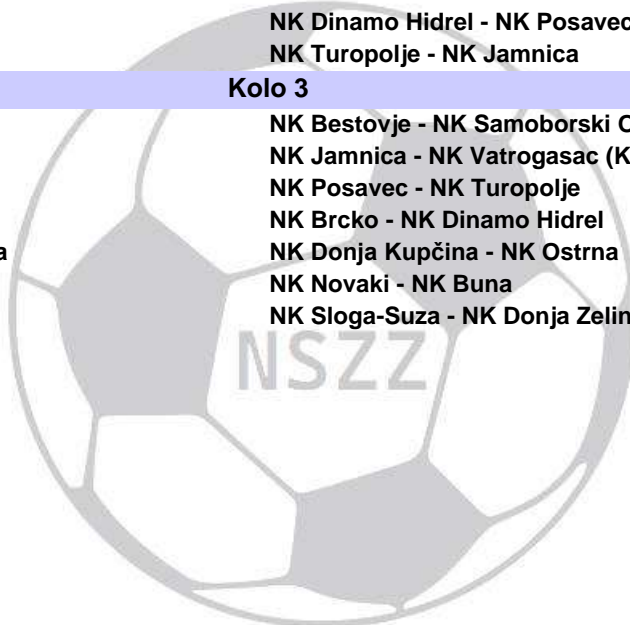 NK Dinamo Hidrel - NK Posavec
NK Turopolje - NK Jamnica
Kolo 3
NK Bestovje - NK Samoborski
NK Jamnica - NK Vatrogasac (K
NK Posavec - NK Turopolje
NK Brcko - NK Dinamo Hidrel
a NK Donja Kupčina - NK Ostrna
NK Novaki - NK Buna
NK Sloga-Suza - NK Donja Zelin
NSZZ